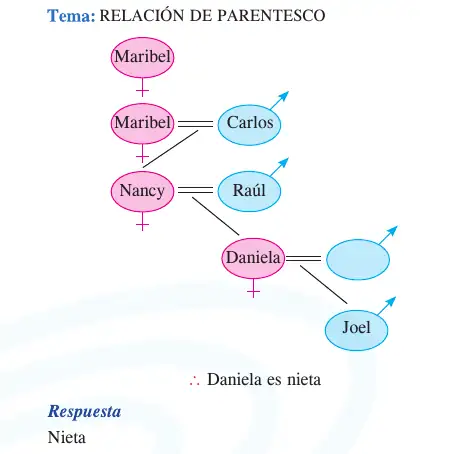 Tema: RELACIÓN DE PARENTESCO
Maribel
Maribel Carlos
Nancy Raúl
Daniela
Joel
∴ Daniela es nieta
Respuesta
Nieta